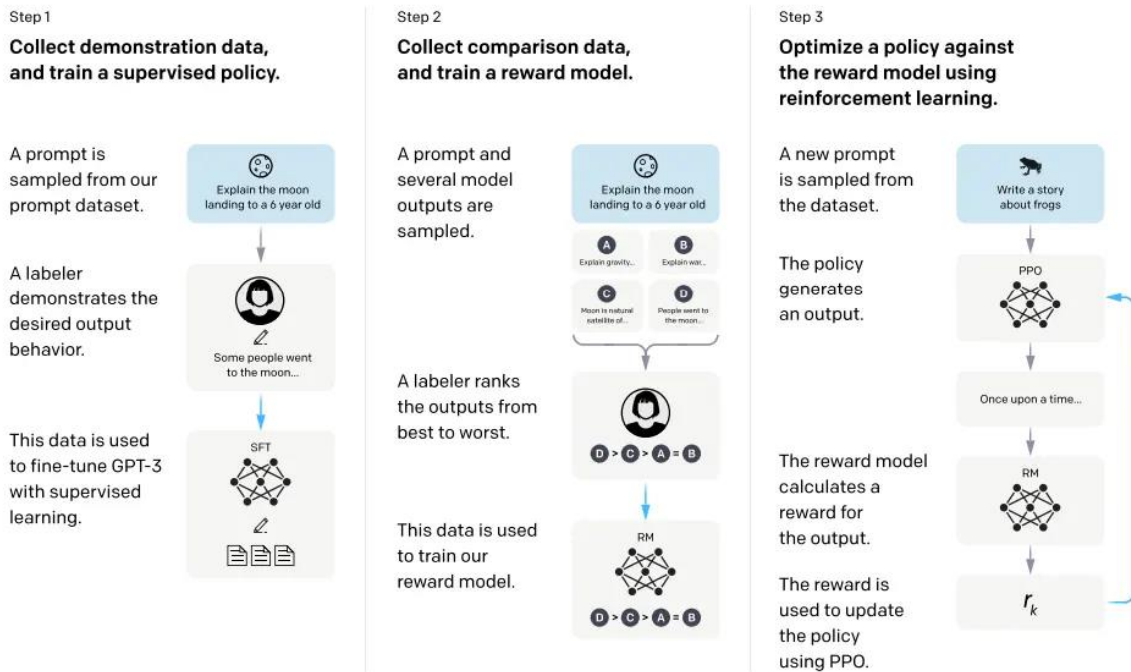 Step 1
Collect demonstration data,
and train a supervised policy.
A prompt is
sampled from our
prompt dataset.
Explain the moon
landing to a 6 year old
A labeler
demonstrates the
desired output
behavior.
Some people went
to the moon...
This data is used
to fine-tune GPT-3
with supervised
learning.
SFT
Step 2
Collect comparison data,
and train a reward model.
A prompt and
several model
outputs are
sampled.
Explain the moon
landing to a 6 year old
A
Explain gravity...
B
Explain war...
C
Moon is natural
satellite of...
D
People went to
the moon...
A labeler ranks
the outputs from
best to worst.
D > C > A = B
This data is used
to train our
reward model.
RM
D > C > A = B
Step 3
Optimize a policy against
the reward model using
reinforcement learning.
A new prompt
is sampled from
the dataset.
Write a story
about frogs
The policy
generates
an output.
PPO
Once upon a time...
The reward model
calculates a
reward for
the output.
RM
The reward is
used to update
the policy
using PPO.
rₖ